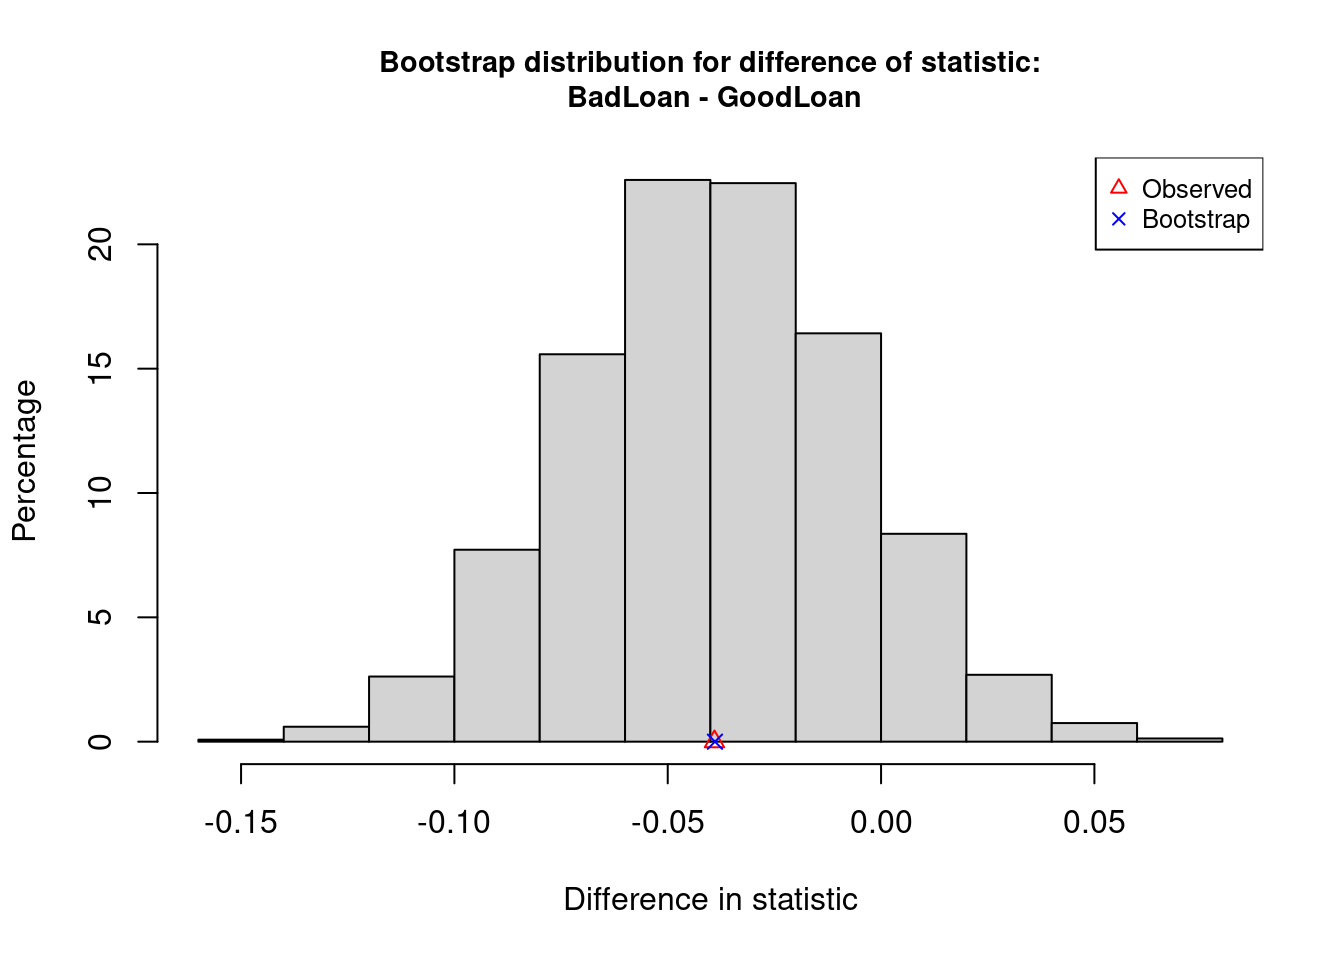 Bootstrap distribution for difference of statistic:
BadLoan - GoodLoan
Observed
Bootstrap
Percentage
20
15
10
5
0
-0.15 -0.10 -0.05 0.00 0.05
Difference in statistic